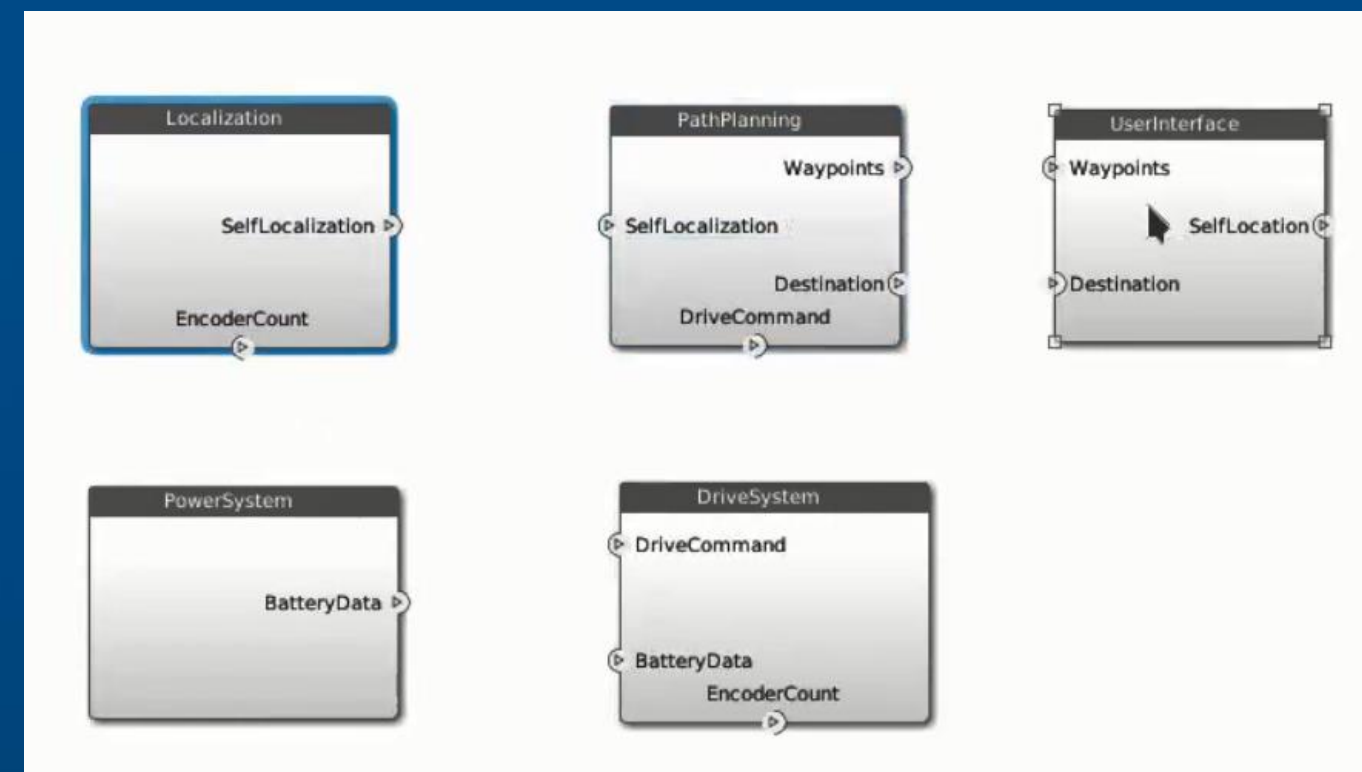 Localization
SelfLocalization
EncoderCount
PathPlanning
Waypoints
SelfLocalization
Destination
DriveCommand
UserInterface
Waypoints
SelfLocation
Destination
PowerSystem
BatteryData
DriveSystem
DriveCommand
BatteryData
EncoderCount